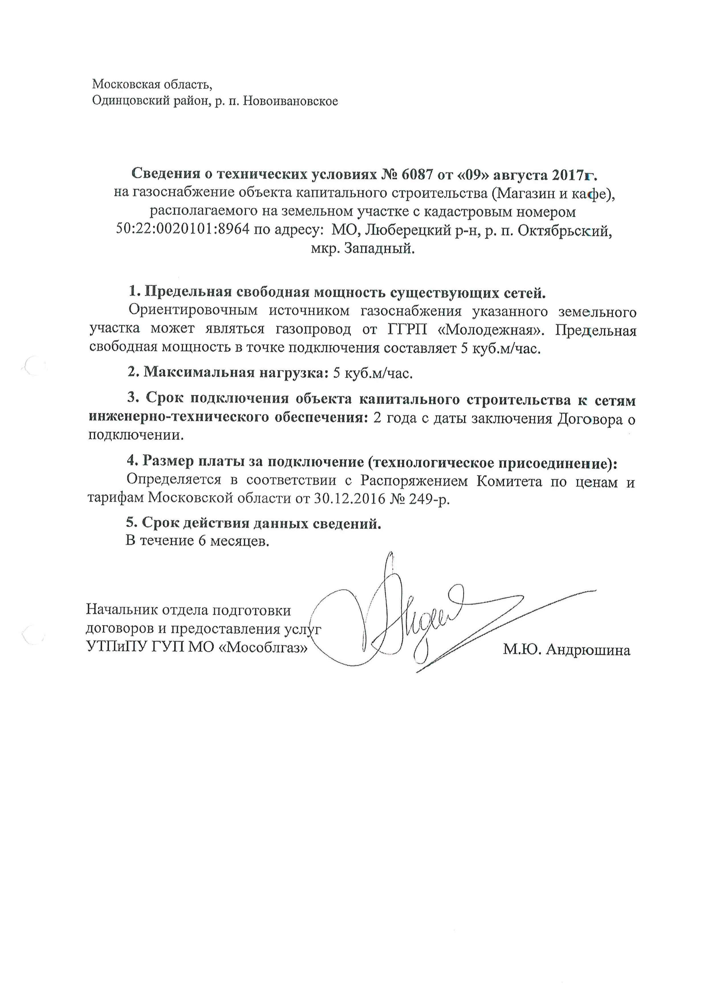 Московская область,
Одинцовский район, р. п. Новоивановское
Сведения о технических условиях № 6087 от «09» августа 2017г.
на газоснабжение объекта капитального строительства (Магазин и кафе),
располагаемого на земельном участке с кадастровым номером
50:22:0020101:8964 по адресу: МО, Люберецкий р-н, р. п. Октябрьский,
мкр. Западный.
1. Предельная свободная мощность существующих сетей.
Ориентировочным источником газоснабжения указанного земельного
участка может являться газопровод от ГГРП «Молодежная». Предельная
свободная мощность в точке подключения составляет 5 куб.м/час.
2. Максимальная нагрузка: 5 куб.м/час.
3. Срок подключения объекта капитального строительства к сетям
инженерно-технического обеспечения: 2 года с даты заключения Договора о
подключении.
4. Размер платы за подключение (технологическое присоединение):
Определяется в соответствии с Распоряжением Комитета по ценам и
тарифам Московской области от 30.12.2016 № 249-р.
5. Срок действия данных сведений.
В течение 6 месяцев.
Начальник отдела подготовки
договоров и предоставления услуг
УТПиПУ ГУП МО «Мособлгаз»
М.Ю. Андрюшина